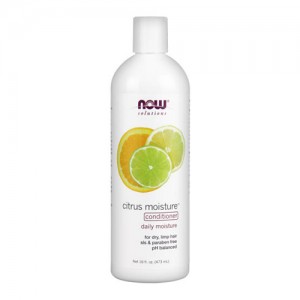 now
solutions
citrus moisture™
conditioner
daily moisture
for dry, limp hair
sls & paraben free
pH balanced
Net 16 fl. oz. (473 mL)